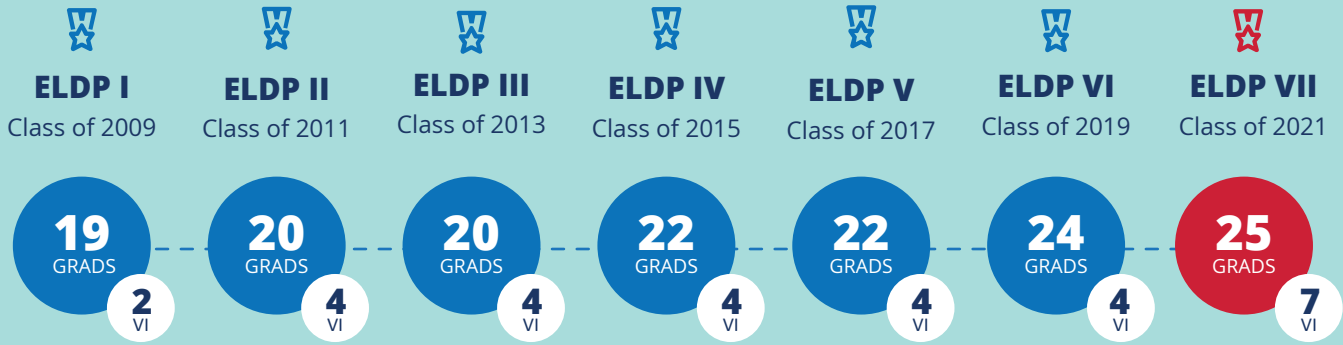 ELDP I
Class of 2009
19
GRADS
2
VI
ELDP II
Class of 2011
20
GRADS
4
VI
ELDP III
Class of 2013
20
GRADS
4
VI
ELDP IV
Class of 2015
22
GRADS
4
VI
ELDP V
Class of 2017
22
GRADS
4
VI
ELDP VI
Class of 2019
24
GRADS
4
VI
ELDP VII
Class of 2021
25
GRADS
7
VI